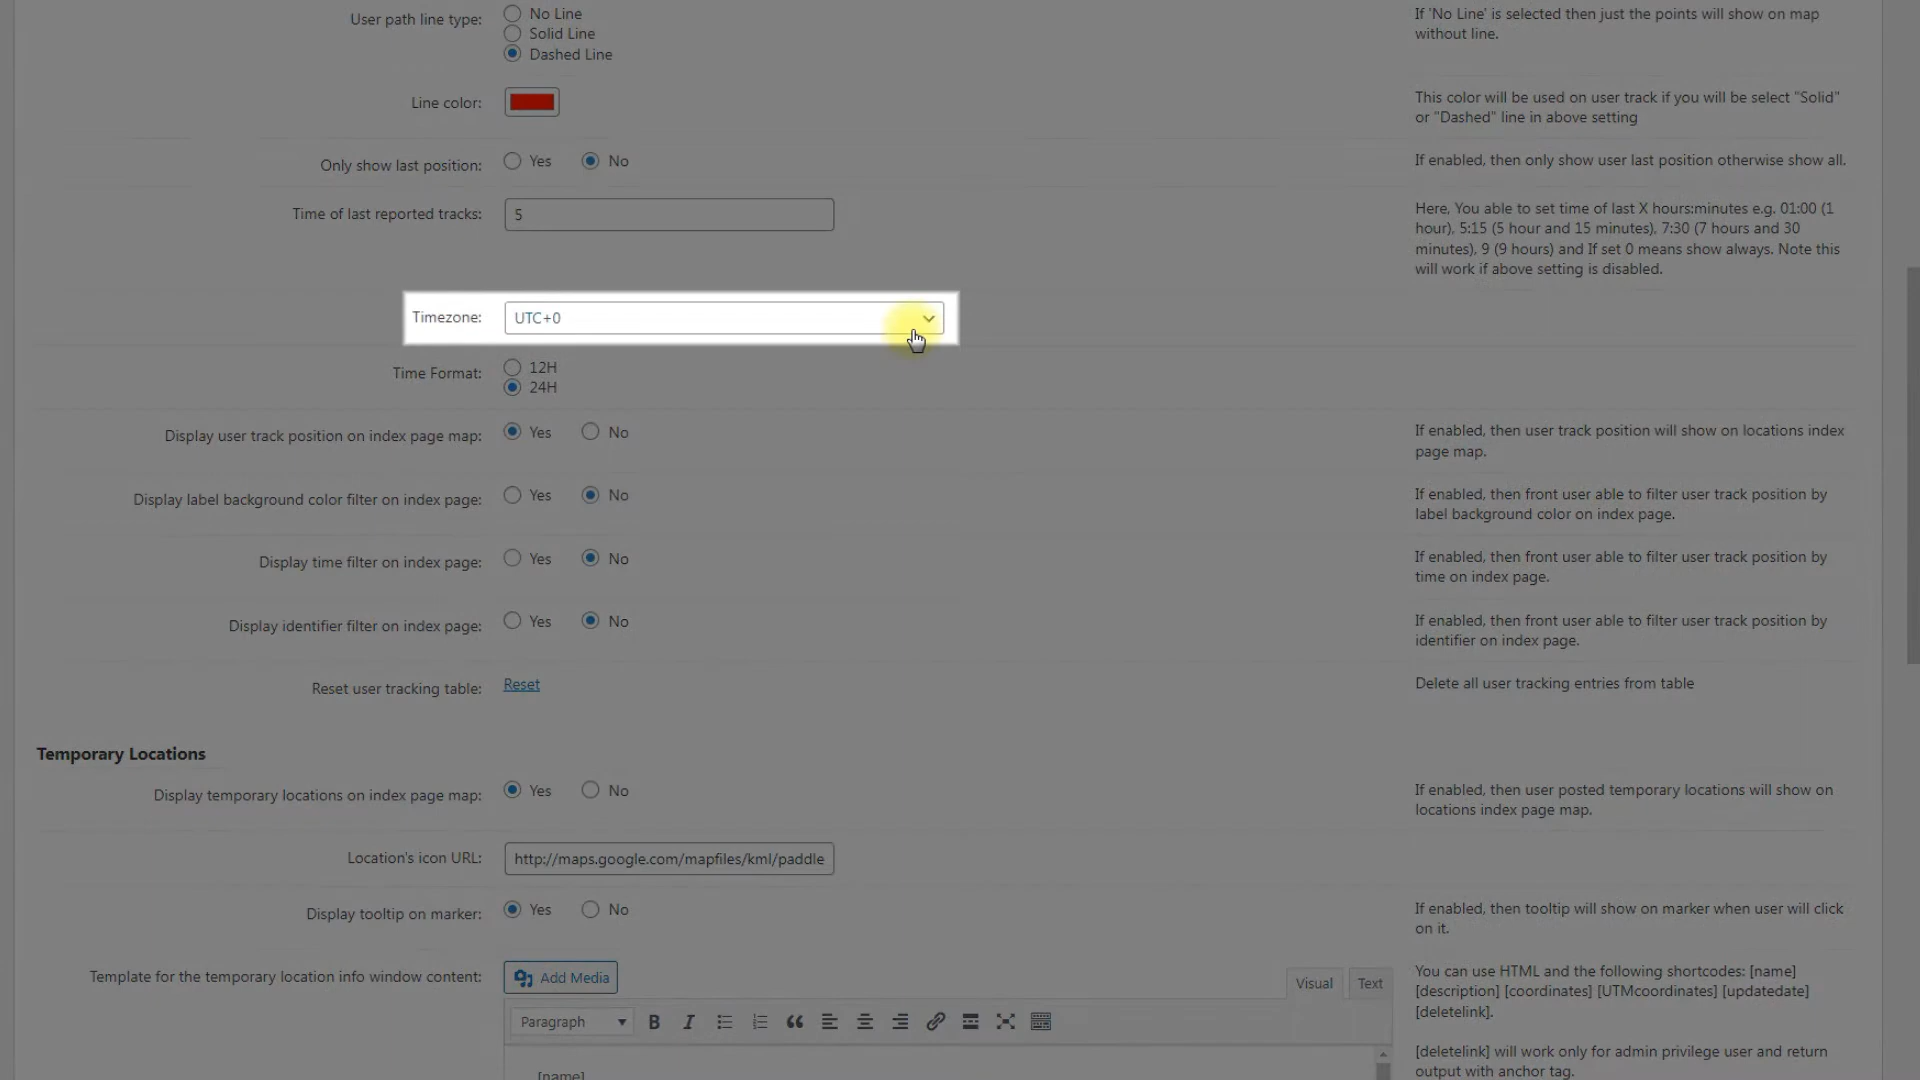 User path line type:
No Line
Solid Line
Dashed Line
If 'No Line' is selected then just the points will show on map
without line.
Line color:
This color will be used on user track if you will be select "Solid"
or "Dashed" line in above setting
Only show last position:
Yes No
If enabled, then only show user last position otherwise show all.
Time of last reported tracks:
5
Here, You able to set time of last X hours:minutes e.g. 01:00 (1
hour), 5:15 (5 hour and 15 minutes), 7:30 (7 hours and 30
minutes), 9 (9 hours) and If set 0 means show always. Note this
will work if above setting is disabled.
Timezone:
UTC+0
Time Format:
12H
24H
Display user track position on index page map:
Yes No
If enabled, then user track position will show on locations index
page map.
Display label background color filter on index page:
Yes No
If enabled, then front user able to filter user track position by
label background color on index page.
Display time filter on index page:
Yes No
If enabled, then front user able to filter user track position by
time on index page.
Display identifier filter on index page:
Yes No
If enabled, then front user able to filter user track position by
identifier on index page.
Reset user tracking table:
Reset
Delete all user tracking entries from table
Temporary Locations
Display temporary locations on index page map:
Yes No
If enabled, then user posted temporary locations will show on
locations index page map.
Location's icon URL:
http://maps.google.com/mapfiles/kml/paddle
Display tooltip on marker:
Yes No
If enabled, then tooltip will show on marker when user will click
on it.
Template for the temporary location info window content:
Add Media
Visual Text
Paragraph
B I
[name]
You can use HTML and the following shortcodes: [name]
[description] [coordinates] [UTMcoordinates] [updatedate]
[deletelink].
[deletelink] will work only for admin privilege user and return
output with anchor tag.